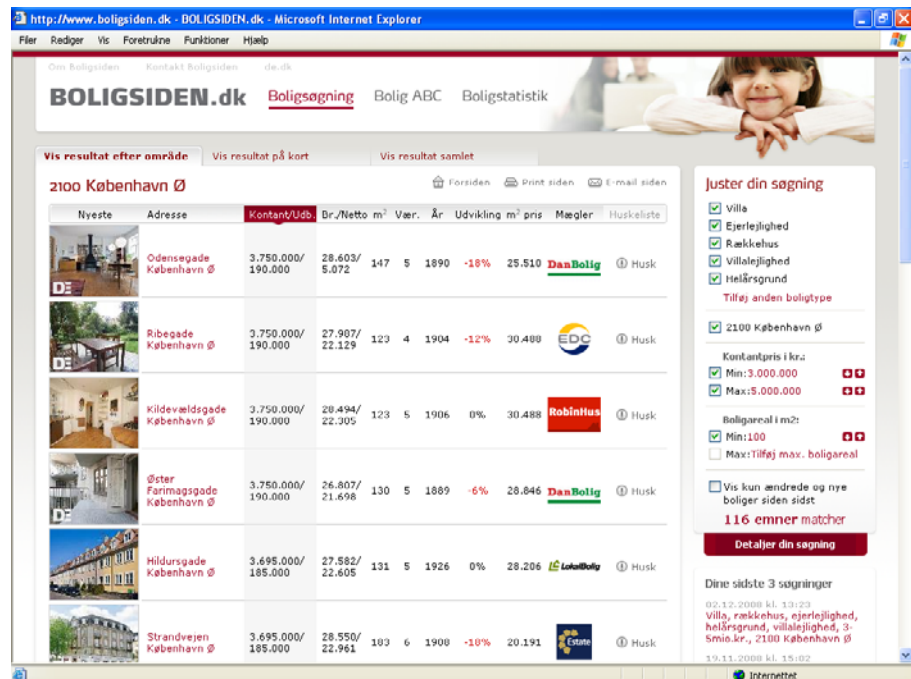 http://www.boligsiden.dk - BOLIGSIDEN.dk - Microsoft Internet Explorer
Filer Rediger Vis Foretrukne Funktioner Hjælp
Om Boligsiden Kontakt Boligsiden de.dk
BOLIGSIDEN.dk Boligsøgning Bolig ABC Boligstatistik
Vis resultat efter område Vis resultat på kort Vis resultat samlet
2100 København Ø Forsiden Print siden E-mail siden
Nyeste Adresse Kontant/Udb. Br./Netto m² Vær. År Udvikling m² pris Mægler Huskeliste
DE
Odensegade
København Ø
3.750.000/
190.000
28.603/
5.072
147 5 1890 -18% 25.510 DanBolig Husk
DE
Ribegade
København Ø
3.750.000/
190.000
27.987/
22.129
123 4 1904 -12% 30.488 EDC Husk
Kildevældsgade
København Ø
3.750.000/
190.000
28.494/
22.305
123 5 1906 0% 30.488 RobinHus Husk
DE
Øster
Farimagsgade
København Ø
3.750.000/
190.000
26.807/
21.698
130 5 1889 -6% 28.846 DanBolig Husk
Hildursgade
København Ø
3.695.000/
185.000
27.582/
22.605
131 5 1926 0% 28.206 LokalBolig Husk
Strandvejen
København Ø
3.695.000/
185.000
28.550/
22.961
183 6 1908 -18% 20.191 Estate Husk
Juster din søgning
Villa
Ejerlejlighed
Rækkehus
Villalejlighed
Helårsgrund
Tilføj anden boligtype
2100 København Ø
Kontantpris i kr.:
Min:3.000.000
Max:5.000.000
Boligareal i m2:
Min:100
Max:Tilføj max. boligareal
Vis kun ændrede og nye
boliger siden sidst
116 emner matcher
Detaljer din søgning
Dine sidste 3 søgninger
02.12.2008 kl. 13:23
Villa, rækkehus, ejerlejlighed,
helårsgrund, villalejlighed, 3-
5mio.kr., 2100 København Ø
19.11.2008 kl. 15:02
Internettet